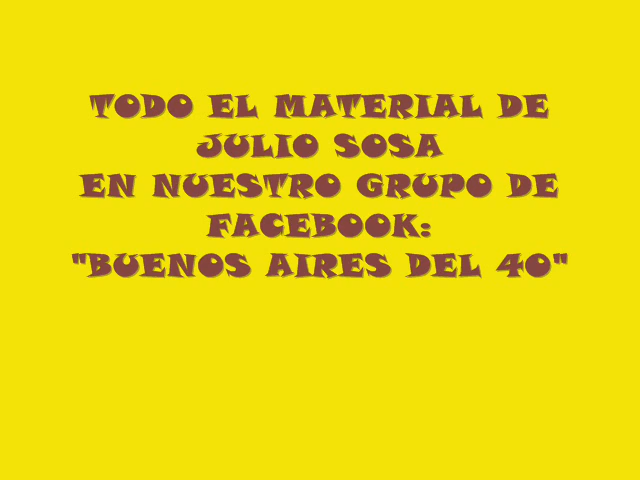 TODO EL MATERIAL DE
JULIO SOSA
EN NUESTRO GRUPO DE
FACEBOOK:
"BUENOS AIRES DEL 40"